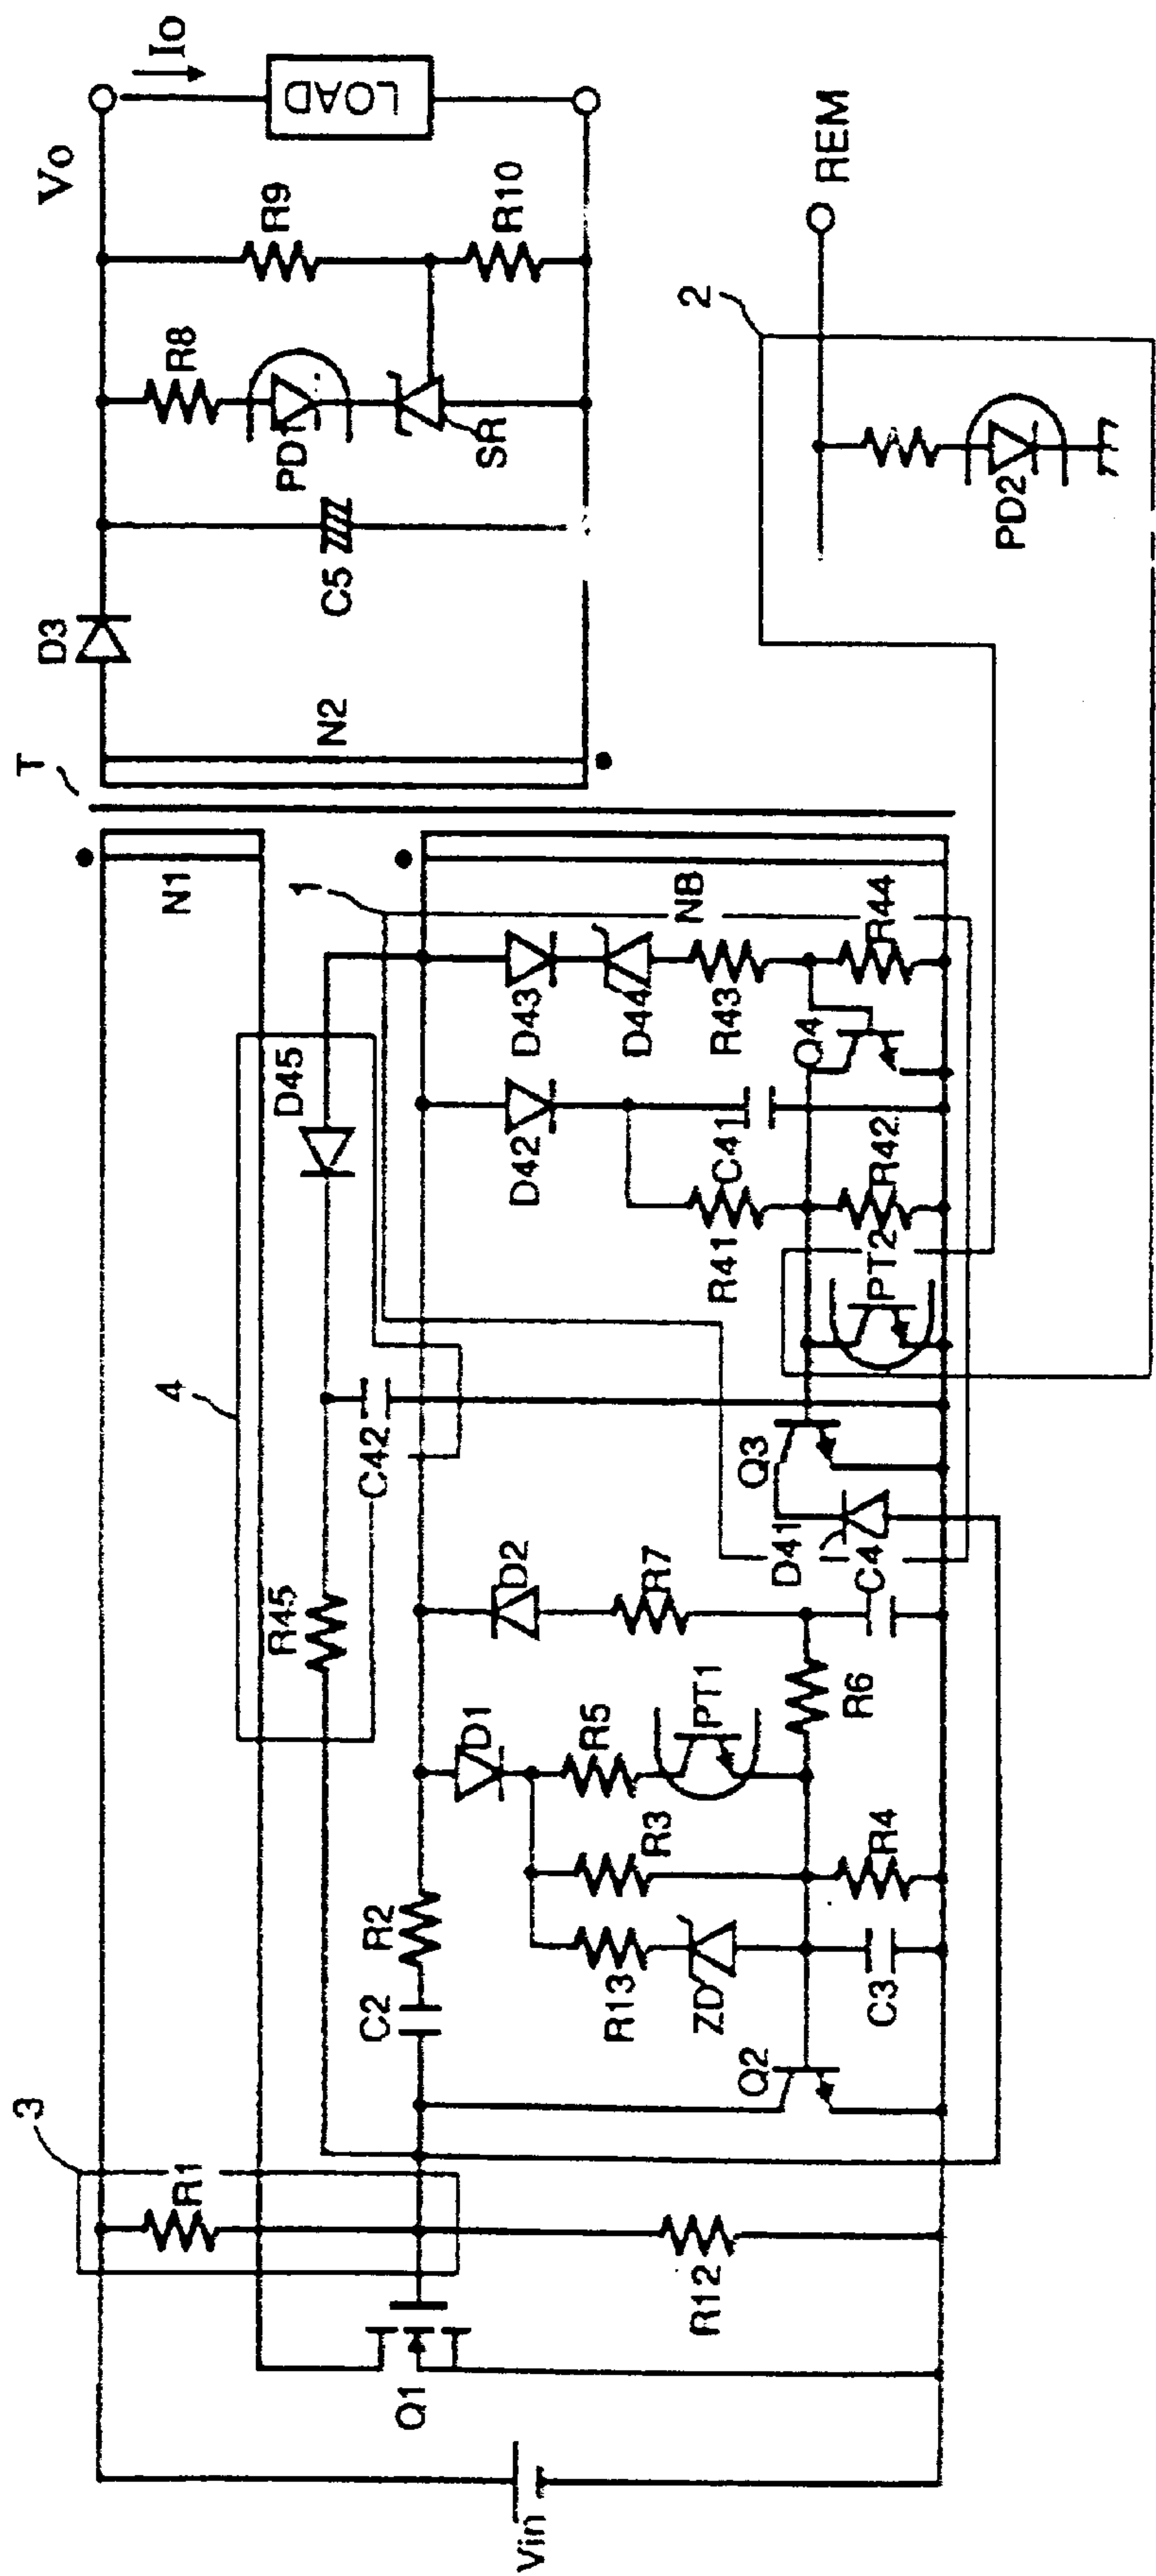 3
4
1
T
Vo
Io
N1
N2
D3
R8
R9
LOAD
PD1
C5
SR
R10
R1
R45
D45
C42
NB
2
REM
Vin
Q1
C2
R2
D1
D2
D42
D43
D44
R13
R3
R5
R7
R41
C41
R43
ZD
PT1
Q2
R6
Q3
Q4
R12
C3
R4
D41
C4
PT2
R42
R44
PD2